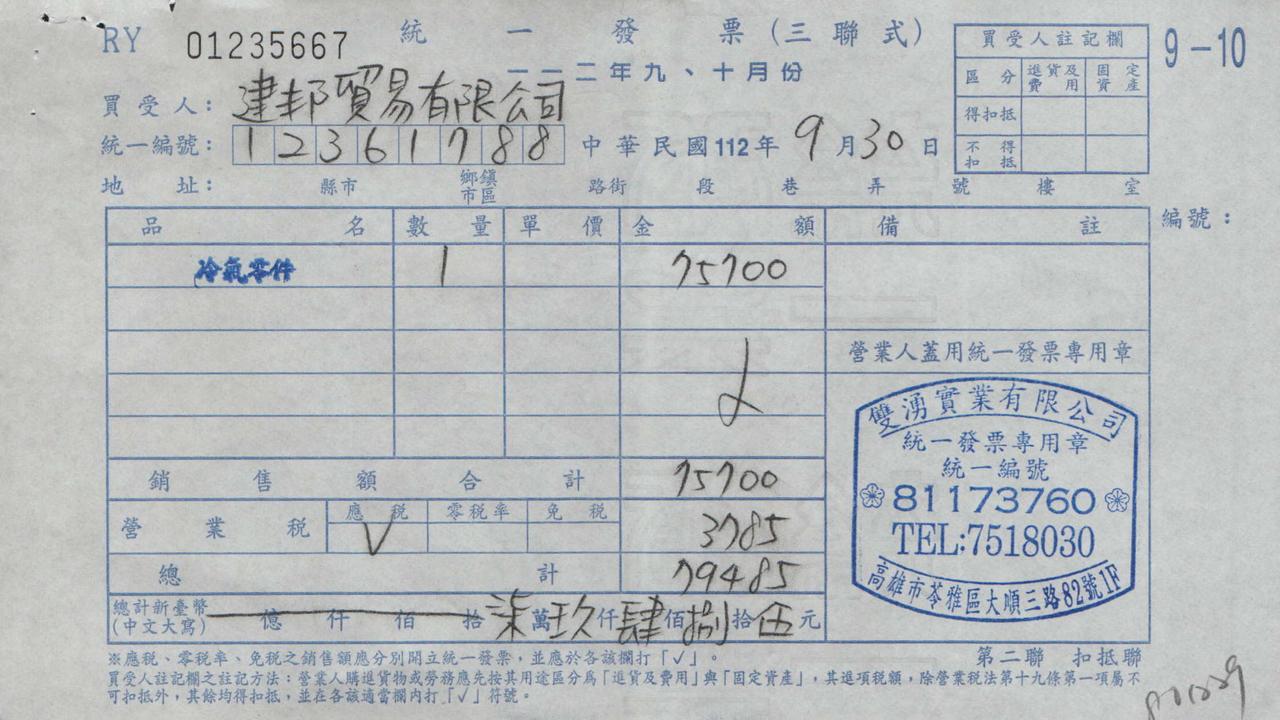 RY 01235667 統一發票(三聯式)
9-10
一一二年九、十月份
買受人註記欄
區分 進貨及費用 固定資產
得扣抵
不得扣抵
買受人:建邦貿易有限公司
統一編號:12361788 中華民國112年9月30日
地址: 縣市 鄉鎮市區 路街 段 巷 弄 號 樓 室
品名 數量 單價 金額 備註 編號:
冷氣零件 1 75700
營業人蓋用統一發票專用章
雙湧實業有限公司
統一發票專用章
統一編號
81173760
TEL:7518030
高雄市苓雅區大順三路82號1F
銷售額合計 75700
營業稅 應稅 零稅率 免稅 3785
V
總計 79485
總計新臺幣(中文大寫) 億 仟 佰 拾 柒萬玖仟肆佰捌拾伍元
※應稅、零稅率、免稅之銷售額應分別開立統一發票,並應於各該欄打「✓」。
第二聯 扣抵聯
買受人註記欄之註記方法:營業人購進貨物或勞務應先按其用途區分為「進貨及費用」與「固定資產」,其進項稅額,除營業稅法第十九條第一項屬不
可扣抵外,其餘均得扣抵,並在各該適當欄內打「✓」符號。